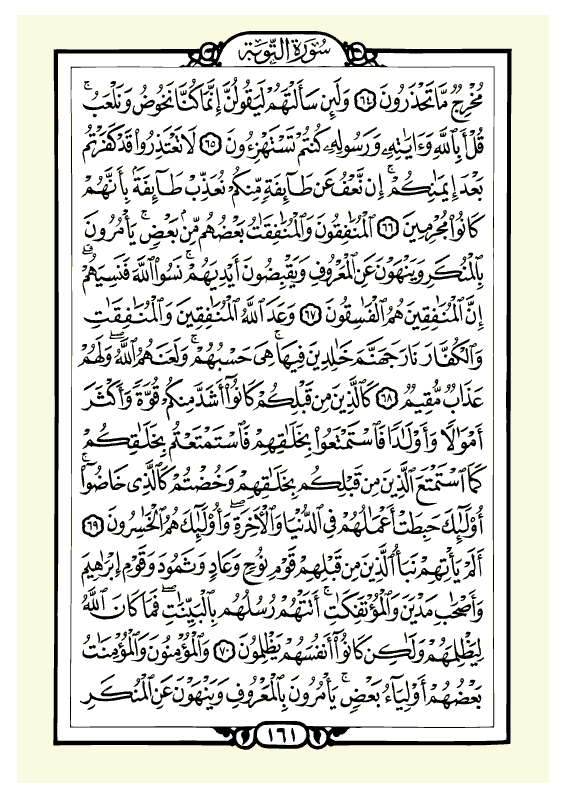 سُورَةُ التَّوْبَةِ
مُخْرِجٌ مَّا تَحْذَرُونَ ٦٤ وَلَئِن سَأَلْتَهُمْ لَيَقُولُنَّ إِنَّمَا كُنَّا نَخُوضُ وَنَلْعَبُ ۚ
قُلْ أَبِٱللَّهِ وَءَايَٰتِهِۦ وَرَسُولِهِۦ كُنتُمْ تَسْتَهْزِءُونَ ٦٥ لَا تَعْتَذِرُوا۟ قَدْ كَفَرْتُم
بَعْدَ إِيمَٰنِكُمْ ۚ إِن نَّعْفُ عَن طَآئِفَةٍ مِّنكُمْ نُعَذِّبْ طَآئِفَةًۢ بِأَنَّهُمْ
كَانُوا۟ مُجْرِمِينَ ٦٦ ٱلْمُنَٰفِقُونَ وَٱلْمُنَٰفِقَٰتُ بَعْضُهُم مِّنۢ بَعْضٍ ۚ يَأْمُرُونَ
بِٱلْمُنكَرِ وَيَنْهَوْنَ عَنِ ٱلْمَعْرُوفِ وَيَقْبِضُونَ أَيْدِيَهُمْ ۚ نَسُوا۟ ٱللَّهَ فَنَسِيَهُمْ ۗ
إِنَّ ٱلْمُنَٰفِقِينَ هُمُ ٱلْفَٰسِقُونَ ٦٧ وَعَدَ ٱللَّهُ ٱلْمُنَٰفِقِينَ وَٱلْمُنَٰفِقَٰتِ
وَٱلْكُفَّارَ نَارَ جَهَنَّمَ خَٰلِدِينَ فِيهَا ۚ هِىَ حَسْبُهُمْ ۚ وَلَعَنَهُمُ ٱللَّهُ ۖ وَلَهُمْ
عَذَابٌ مُّقِيمٌ ٦٨ كَٱلَّذِينَ مِن قَبْلِكُمْ كَانُوٓا۟ أَشَدَّ مِنكُمْ قُوَّةً وَأَكْثَرَ
أَمْوَٰلًا وَأَوْلَٰدًا فَٱسْتَمْتَعُوا۟ بِخَلَٰقِهِمْ فَٱسْتَمْتَعْتُم بِخَلَٰقِكُمْ
كَمَا ٱسْتَمْتَعَ ٱلَّذِينَ مِن قَبْلِكُم بِخَلَٰقِهِمْ وَخُضْتُمْ كَٱلَّذِى خَاضُوٓا۟ ۚ
أُو۟لَٰٓئِكَ حَبِطَتْ أَعْمَٰلُهُمْ فِى ٱلدُّنْيَا وَٱلْءَاخِرَةِ ۖ وَأُو۟لَٰٓئِكَ هُمُ ٱلْخَٰسِرُونَ ٦٩
أَلَمْ يَأْتِهِمْ نَبَأُ ٱلَّذِينَ مِن قَبْلِهِمْ قَوْمِ نُوحٍ وَعَادٍ وَثَمُودَ وَقَوْمِ إِبْرَٰهِيمَ
وَأَصْحَٰبِ مَدْيَنَ وَٱلْمُؤْتَفِكَٰتِ ۚ أَتَتْهُمْ رُسُلُهُم بِٱلْبَيِّنَٰتِ ۖ فَمَا كَانَ ٱللَّهُ
لِيَظْلِمَهُمْ وَلَٰكِن كَانُوٓا۟ أَنفُسَهُمْ يَظْلِمُونَ ٧٠ وَٱلْمُؤْمِنُونَ وَٱلْمُؤْمِنَٰتُ
بَعْضُهُمْ أَوْلِيَآءُ بَعْضٍ ۚ يَأْمُرُونَ بِٱلْمَعْرُوفِ وَيَنْهَوْنَ عَنِ ٱلْمُنكَرِ
١٦١